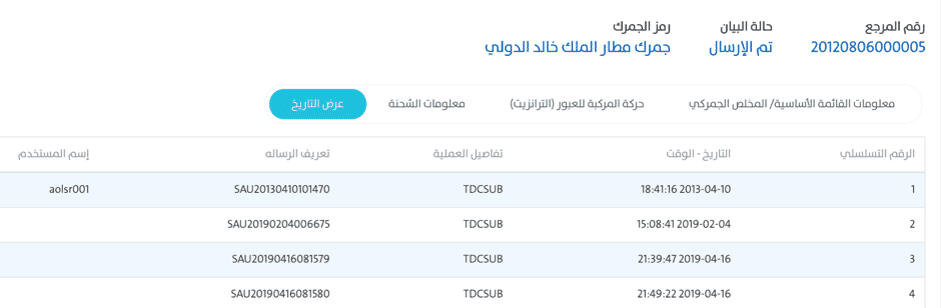 رقم المرجع حالة البيان رمز الجمرك
20120806000005 تم الإرسال جمرك مطار الملك خالد الدولي
معلومات القائمة الأساسية/ المخلص الجمركي حركة المركبة للعبور (الترانزيت) معلومات الشحنة عرض التاريخ
الرقم التسلسلي التاريخ - الوقت تفاصيل العملية تعريف الرساله إسم المستخدم
1 18:41:16 2013-04-10 TDCSUB SAU20130410101470 aolsr001
2 15:08:41 2019-02-04 TDCSUB SAU20190204006675
3 21:39:47 2019-04-16 TDCSUB SAU20190416081579
4 21:49:22 2019-04-16 TDCSUB SAU20190416081580